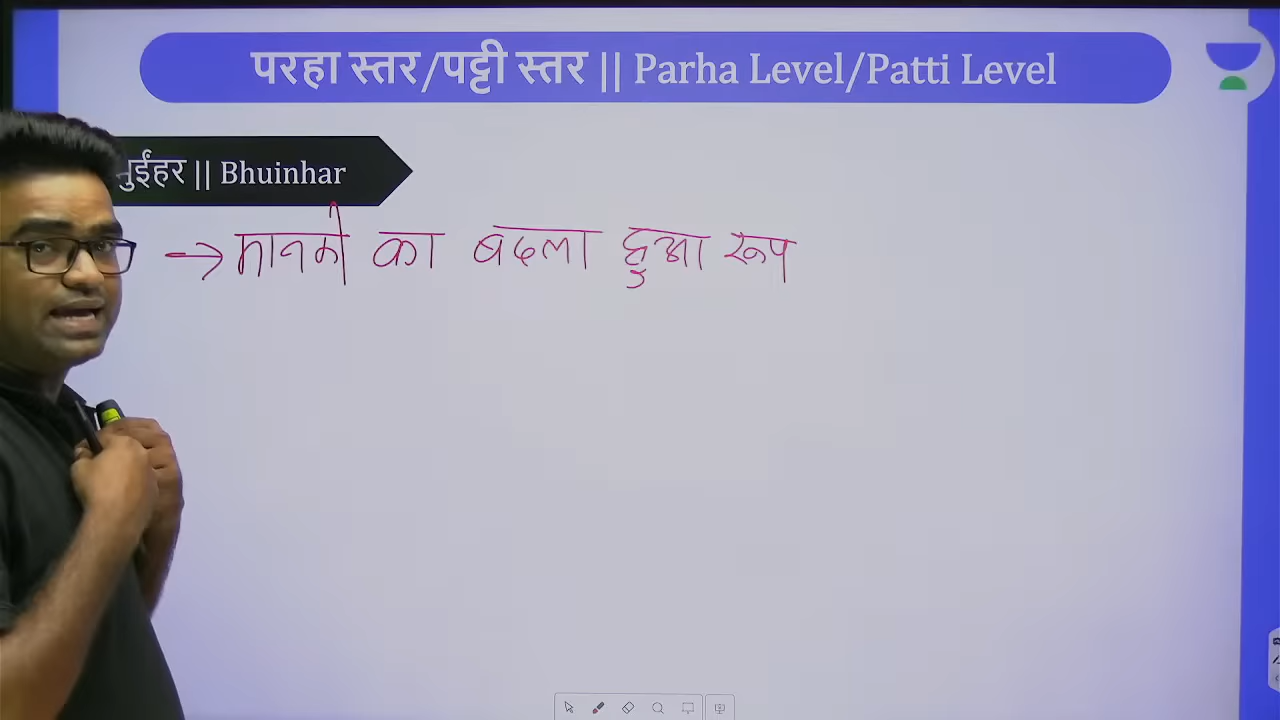 परहा स्तर/पट्टी स्तर || Parha Level/Patti Level
भुईंहर || Bhuinhar
→ मानको का बदला हुआ रूप